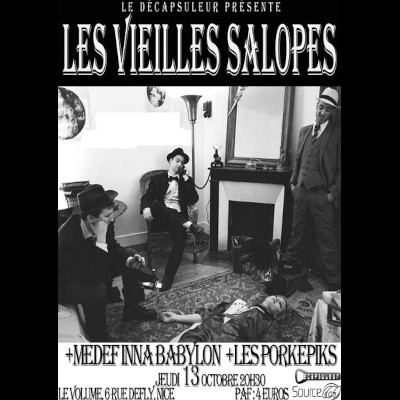 LE DÉCAPSULEUR PRÉSENTE
LES VIEILLES SALOPES
+MEDEF INNA BABYLON +LES PORKEPIKS
JEUDI 13 OCTOBRE 20H30
LE VOLUME, 6 RUE DEFLY, NICE PAF : 4 EUROS
Source